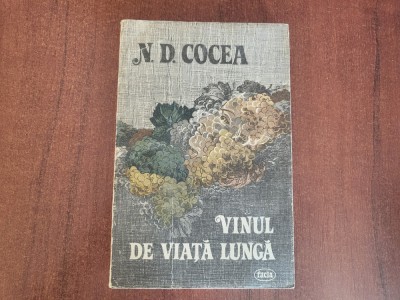 N. D. COCEA
VINUL
DE VIAȚĂ LUNGĂ
facla